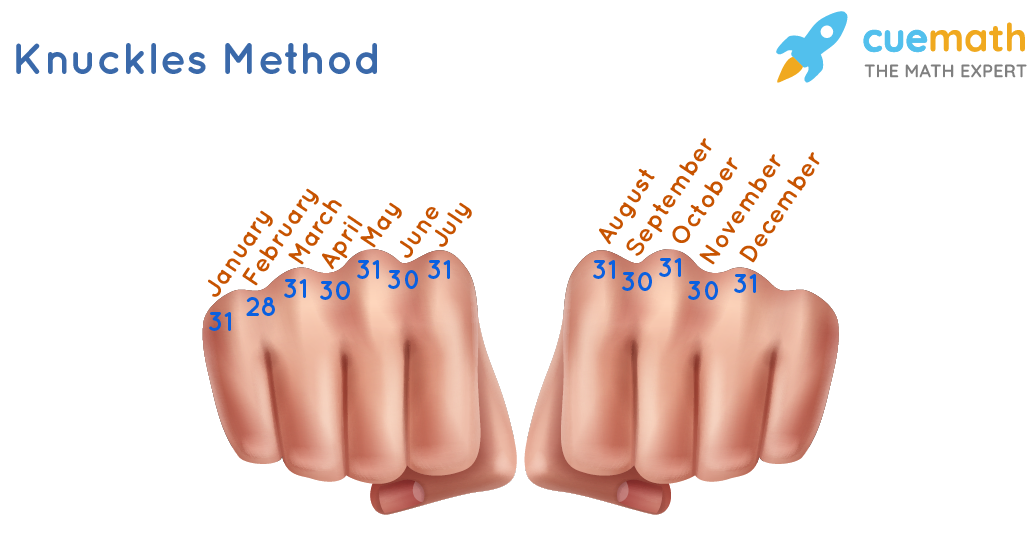 Knuckles Method
cuemath
THE MATH EXPERT
January
February
March
April
May
June
July
August
September
October
November
December
31
28
31
30
31
30
31
31
30
31
30
31